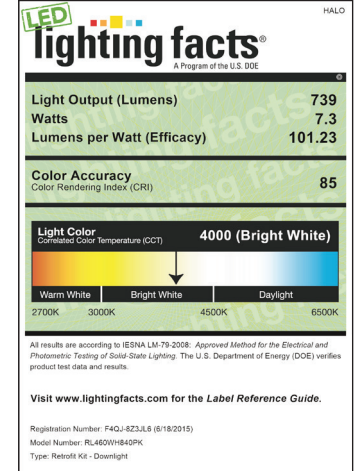 HALO
LED
lighting facts®
A Program of the U.S. DOE
Light Output (Lumens) 739
Watts 7.3
Lumens per Watt (Efficacy) 101.23
Color Accuracy
Color Rendering Index (CRI) 85
Light Color
Correlated Color Temperature (CCT) 4000 (Bright White)
Warm White Bright White Daylight
2700K 3000K 4500K 6500K
All results are according to IESNA LM-79-2008: Approved Method for the Electrical and
Photometric Testing of Solid-State Lighting. The U.S. Department of Energy (DOE) verifies
product test data and results.
Visit www.lightingfacts.com for the Label Reference Guide.
Registration Number: F4QJ-8Z3JL6 (6/18/2015)
Model Number: RL460WH840PK
Type: Retrofit Kit - Downlight